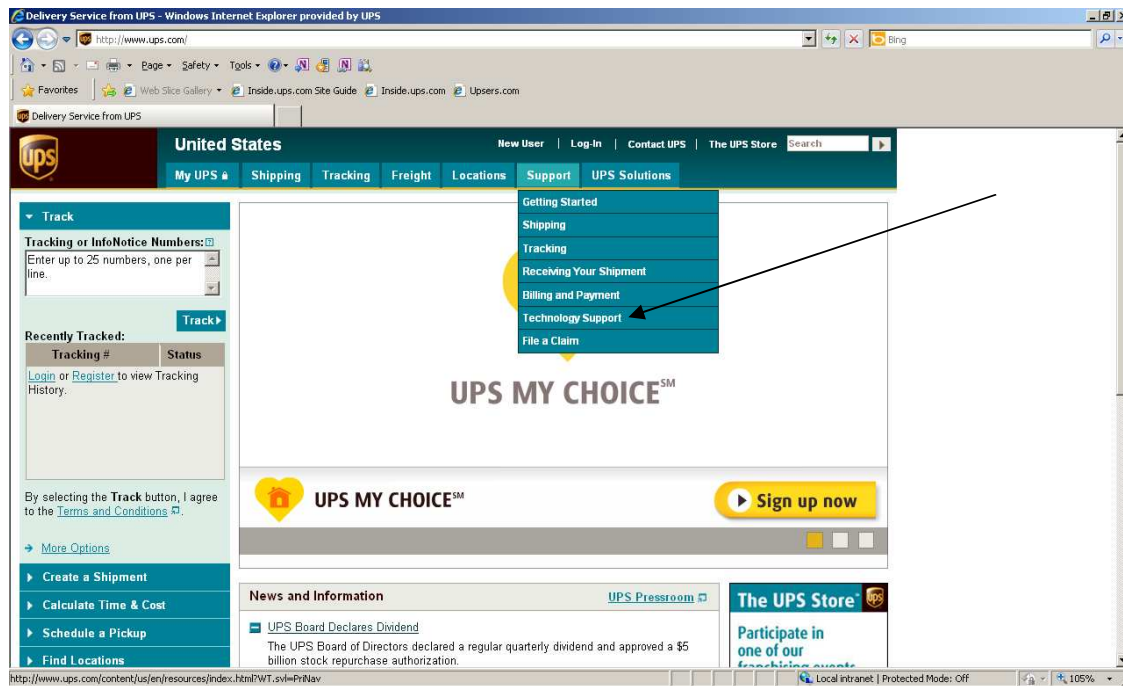 Delivery Service from UPS - Windows Internet Explorer provided by UPS
http://www.ups.com/
Bing
Page Safety Tools
Favorites Web Slice Gallery Inside.ups.com Site Guide Inside.ups.com Upsers.com
Delivery Service from UPS
ups
United States
New User | Log-In | Contact UPS | The UPS Store Search
My UPS Shipping Tracking Freight Locations Support UPS Solutions
Getting Started
Shipping
Tracking
Receiving Your Shipment
Billing and Payment
Technology Support
File a Claim
Track
Tracking or InfoNotice Numbers:
Enter up to 25 numbers, one per
line.
Track
Recently Tracked:
Tracking # Status
Login or Register to view Tracking
History.
By selecting the Track button, I agree
to the Terms and Conditions.
More Options
Create a Shipment
Calculate Time & Cost
Schedule a Pickup
Find Locations
UPS MY CHOICE SM
UPS MY CHOICE SM
Sign up now
News and Information
UPS Pressroom
UPS Board Declares Dividend
The UPS Board of Directors declared a regular quarterly dividend and approved a $5
billion stock repurchase authorization.
The UPS Store
ups
Participate in
one of our
franchising events
http://www.ups.com/content/us/en/resources/index.html?WT.svl=PriNav
Local intranet | Protected Mode: Off
105%